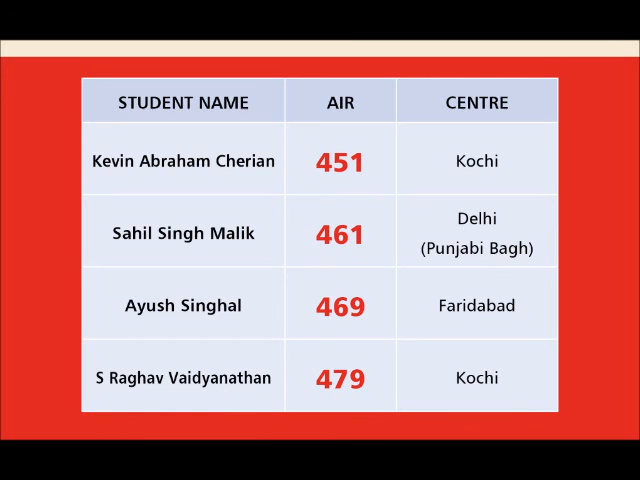 STUDENT NAME AIR CENTRE
Kevin Abraham Cherian 451 Kochi
Sahil Singh Malik 461 Delhi
(Punjabi Bagh)
Ayush Singhal 469 Faridabad
S Raghav Vaidyanathan 479 Kochi